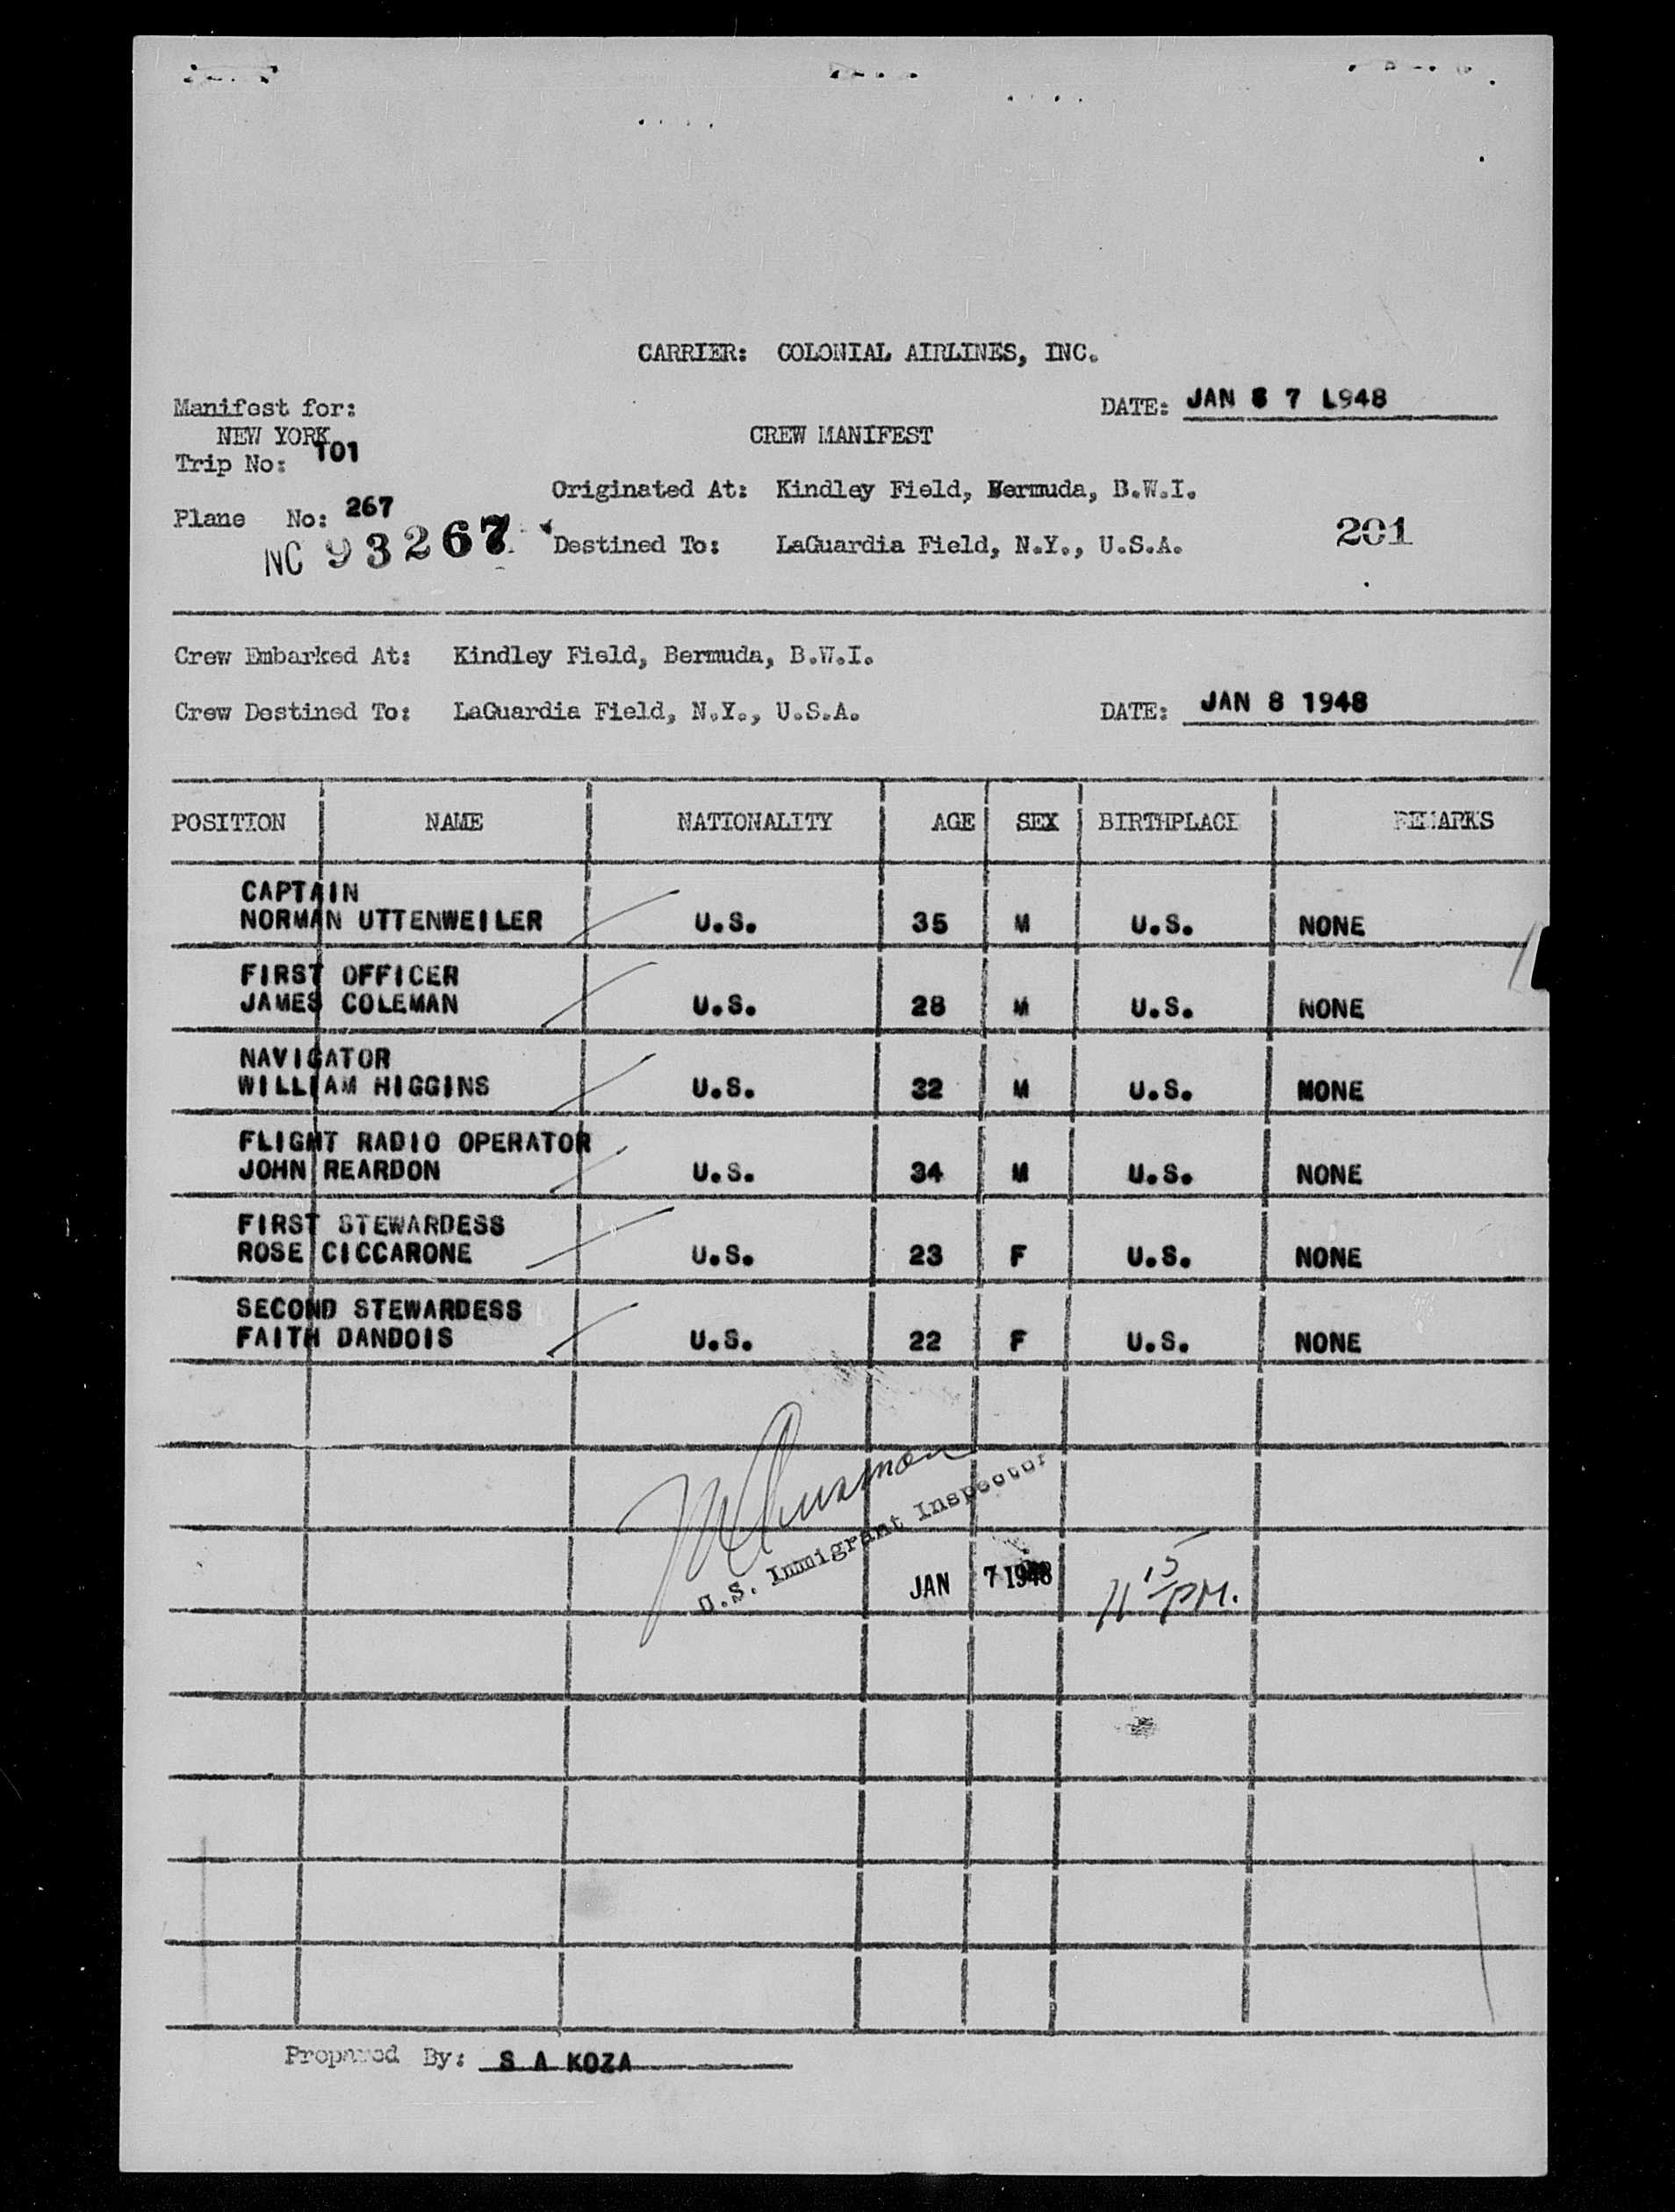 CARRIER: COLONIAL AIRLINES, INC.
Manifest for:
DATE: JAN 8 7 L948
NEW YORK
CREW MANIFEST
Trip No: T01
Originated At: Kindley Field, Bermuda, B.W.I.
Plane No: 267
201
NC 93267
Destined To: LaGuardia Field, N.Y., U.S.A.
Crew Embarked At: Kindley Field, Bermuda, B.W.I.
Crew Destined To: LaGuardia Field, N.Y., U.S.A. DATE: JAN 8 1948
POSITION NAME NATIONALITY AGE SEX BIRTHPLACE REMARKS
CAPTAIN
NORMAN UTTENWEILER U.S. 35 M U.S. NONE
FIRST OFFICER
JAMES COLEMAN U.S. 28 M U.S. NONE
NAVIGATOR
WILLIAM HIGGINS U.S. 32 M U.S. MONE
FLIGHT RADIO OPERATOR
JOHN REARDON U.S. 34 M U.S. NONE
FIRST STEWARDESS
ROSE CICCARONE U.S. 23 F U.S. NONE
SECOND STEWARDESS
FAITH DANDOIS U.S. 22 F U.S. NONE
U.S. Immigrant Inspector
JAN 7 1948 11 15 PM.
Prepared By: S A KOZA